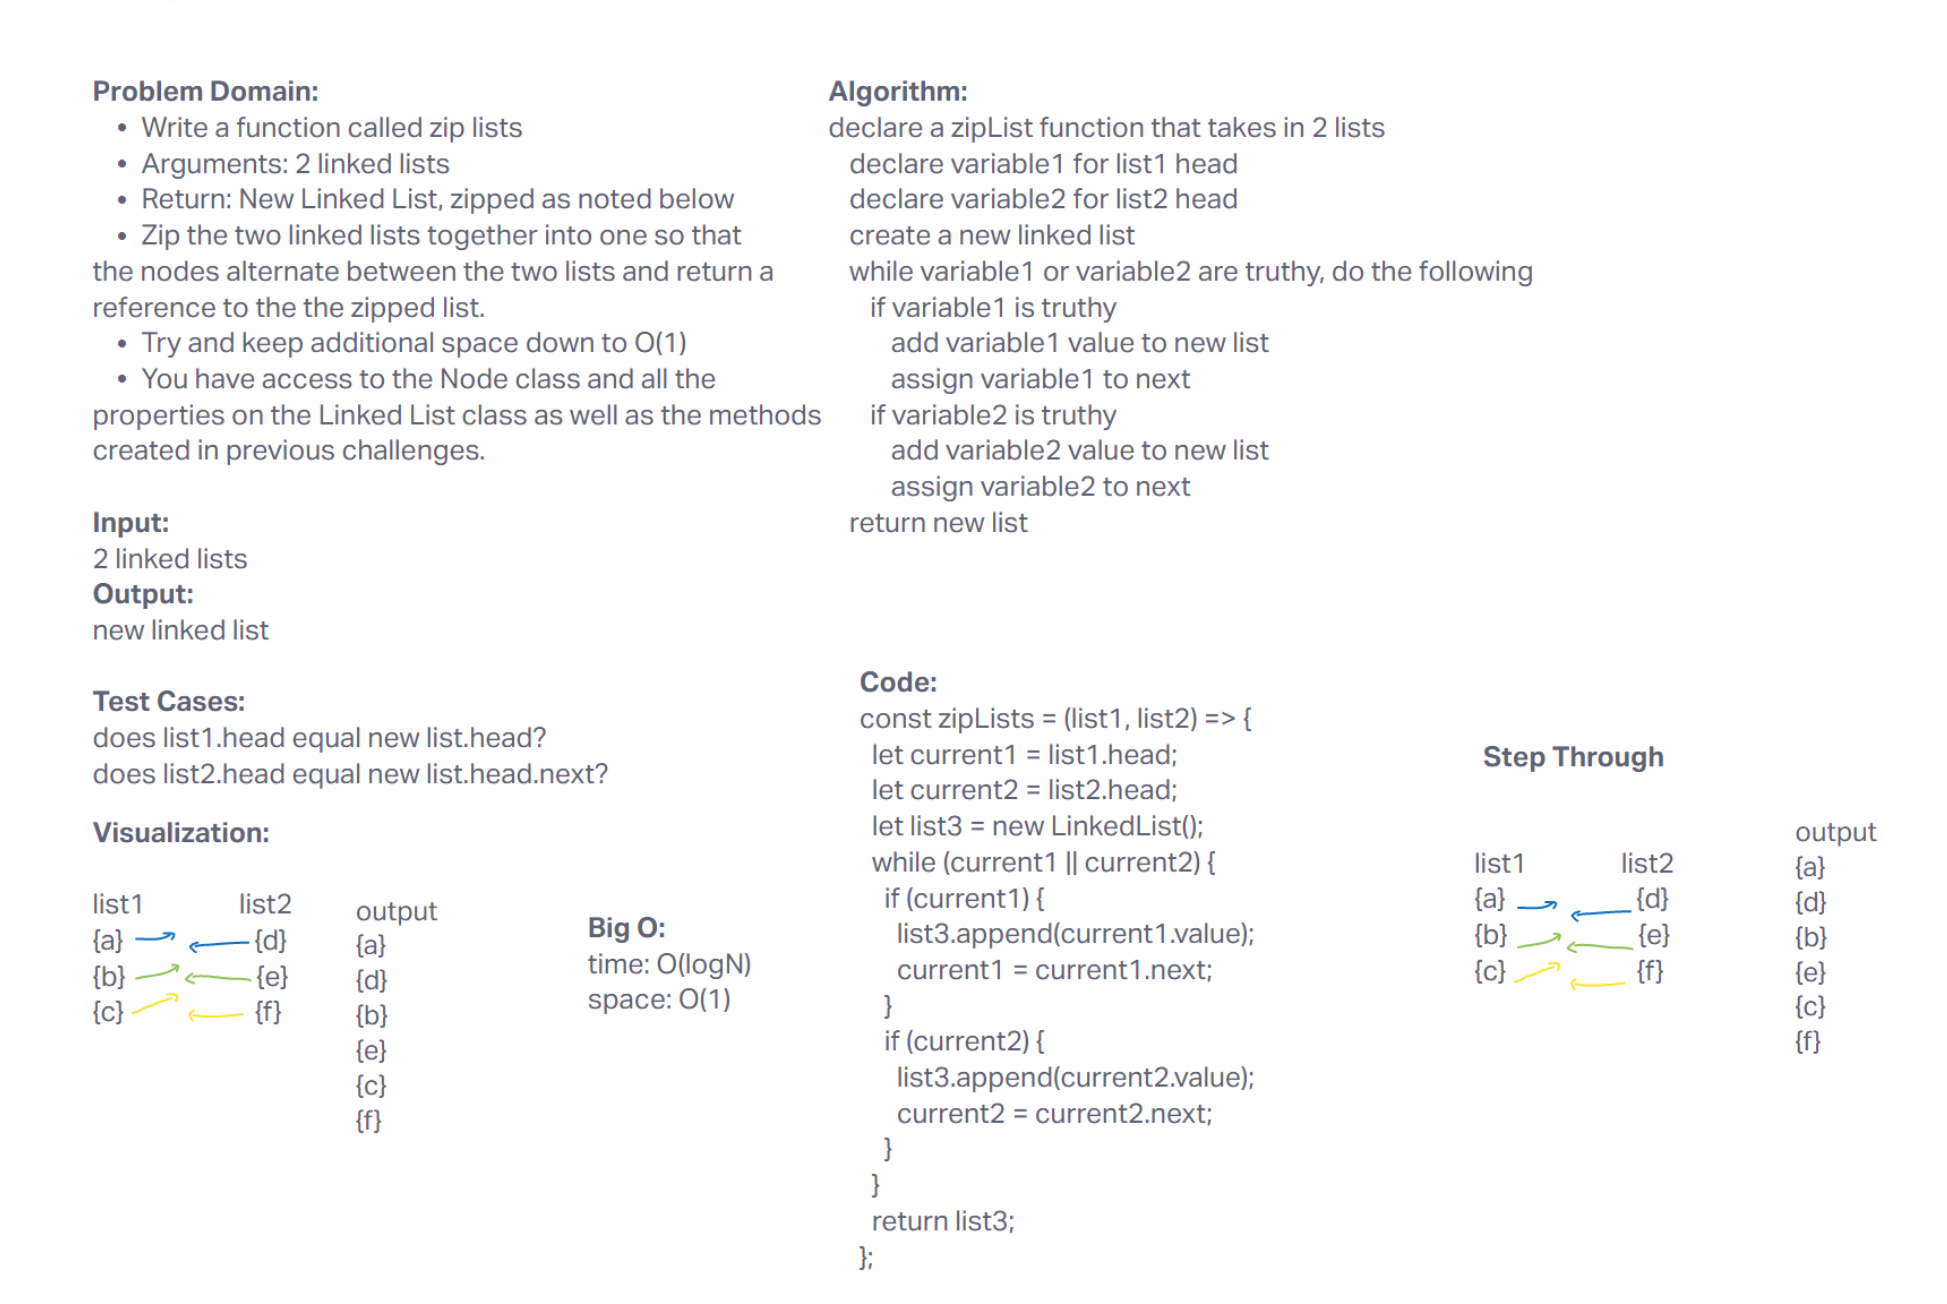 Problem Domain:
• Write a function called zip lists
• Arguments: 2 linked lists
• Return: New Linked List, zipped as noted below
• Zip the two linked lists together into one so that
the nodes alternate between the two lists and return a
reference to the the zipped list.
• Try and keep additional space down to O(1)
• You have access to the Node class and all the
properties on the Linked List class as well as the methods
created in previous challenges.
Input:
2 linked lists
Output:
new linked list
Test Cases:
does list1.head equal new list.head?
does list2.head equal new list.head.next?
Visualization:
list1 list2
{a} {d}
{b} {e}
{c} {f}
output
{a}
{d}
{b}
{e}
{c}
{f}
Big O:
time: O(logN)
space: O(1)
Algorithm:
declare a zipList function that takes in 2 lists
declare variable1 for list1 head
declare variable2 for list2 head
create a new linked list
while variable1 or variable2 are truthy, do the following
if variable1 is truthy
add variable1 value to new list
assign variable1 to next
if variable2 is truthy
add variable2 value to new list
assign variable2 to next
return new list
Code:
const zipLists = (list1, list2) => {
let current1 = list1.head;
let current2 = list2.head;
let list3 = new LinkedList();
while (current1 || current2) {
if (current1) {
list3.append(current1.value);
current1 = current1.next;
}
if (current2) {
list3.append(current2.value);
current2 = current2.next;
}
}
return list3;
};
Step Through
list1 list2
{a} {d}
{b} {e}
{c} {f}
output
{a}
{d}
{b}
{e}
{c}
{f}